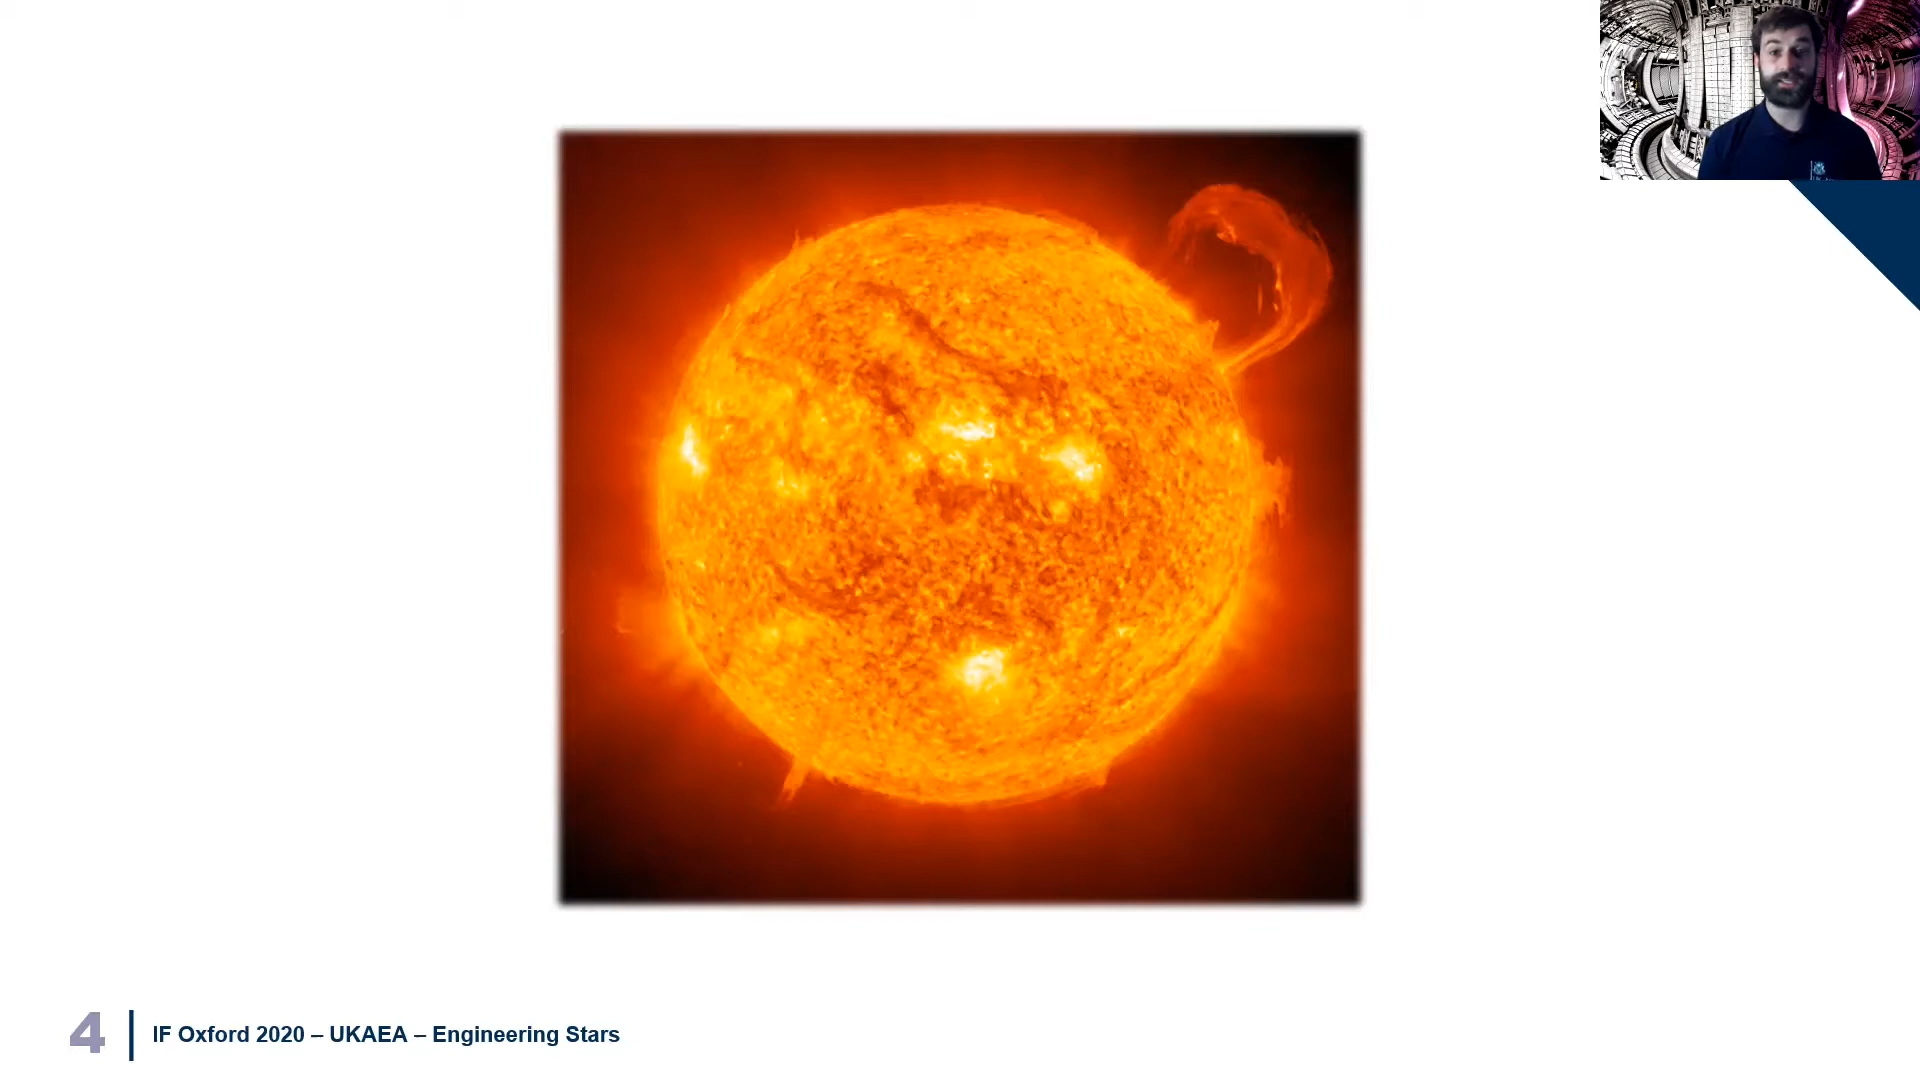 4
IF Oxford 2020 – UKAEA – Engineering Stars